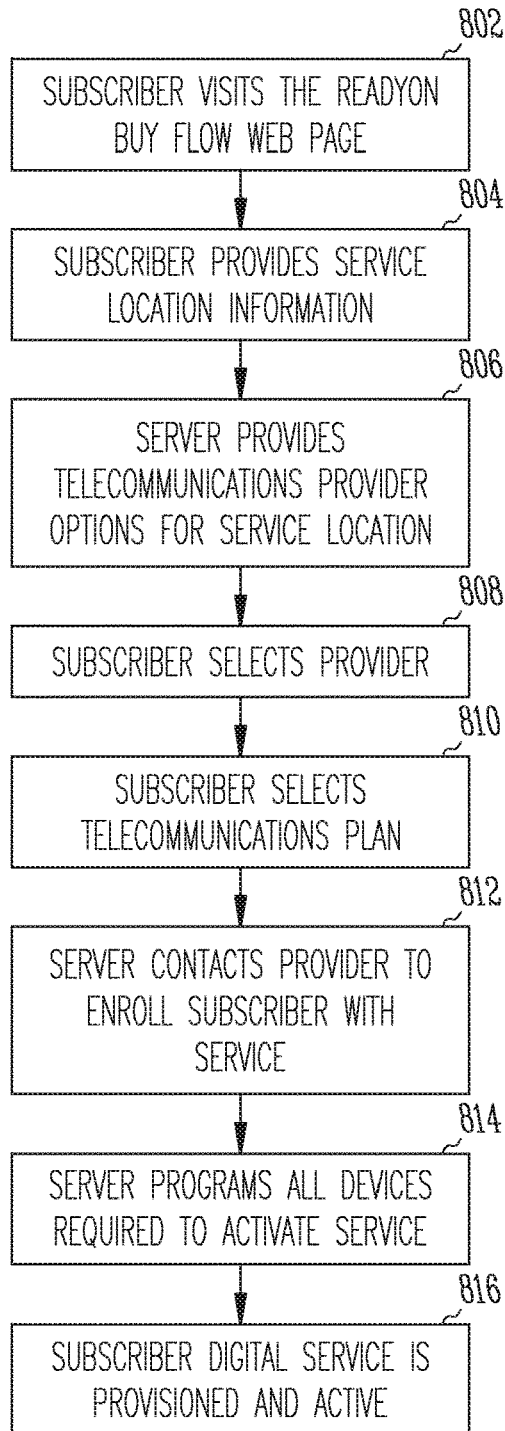 802
SUBSCRIBER VISITS THE READYON
BUY FLOW WEB PAGE
804
SUBSCRIBER PROVIDES SERVICE
LOCATION INFORMATION
806
SERVER PROVIDES
TELECOMMUNICATIONS PROVIDER
OPTIONS FOR SERVICE LOCATION
808
SUBSCRIBER SELECTS PROVIDER
810
SUBSCRIBER SELECTS
TELECOMMUNICATIONS PLAN
812
SERVER CONTACTS PROVIDER TO
ENROLL SUBSCRIBER WITH
SERVICE
814
SERVER PROGRAMS ALL DEVICES
REQUIRED TO ACTIVATE SERVICE
816
SUBSCRIBER DIGITAL SERVICE IS
PROVISIONED AND ACTIVE